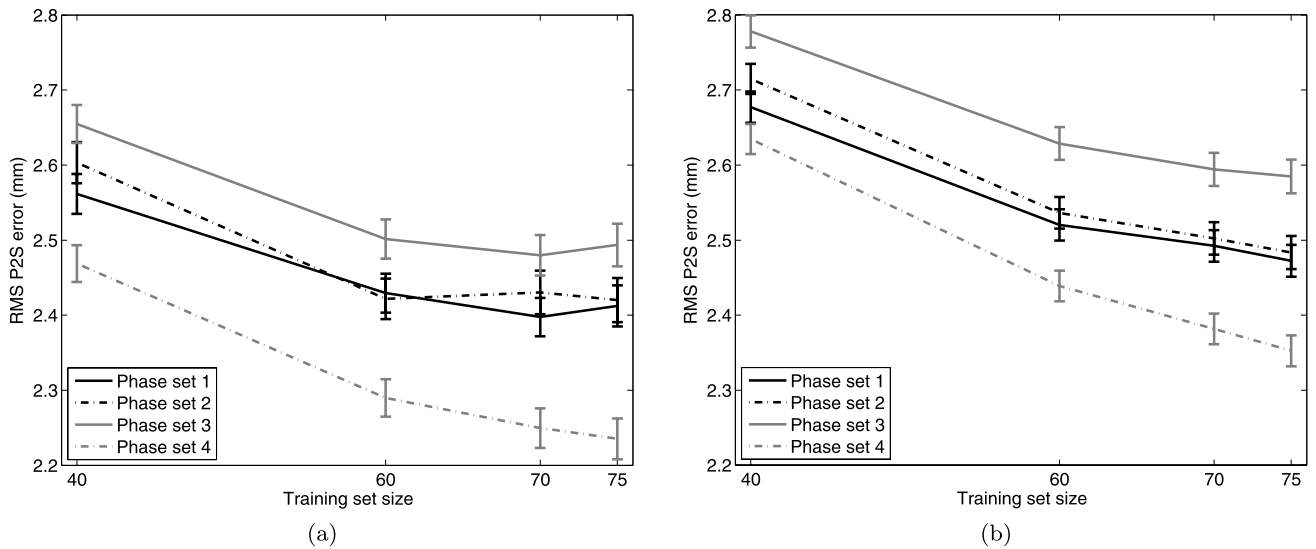 2.8
2.7
2.6
2.5
2.4
2.3
2.2
RMS P2S error (mm)
Phase set 1
Phase set 2
Phase set 3
Phase set 4
40 60 70 75
Training set size
(a)
2.8
2.7
2.6
2.5
2.4
2.3
2.2
RMS P2S error (mm)
Phase set 1
Phase set 2
Phase set 3
Phase set 4
40 60 70 75
Training set size
(b)